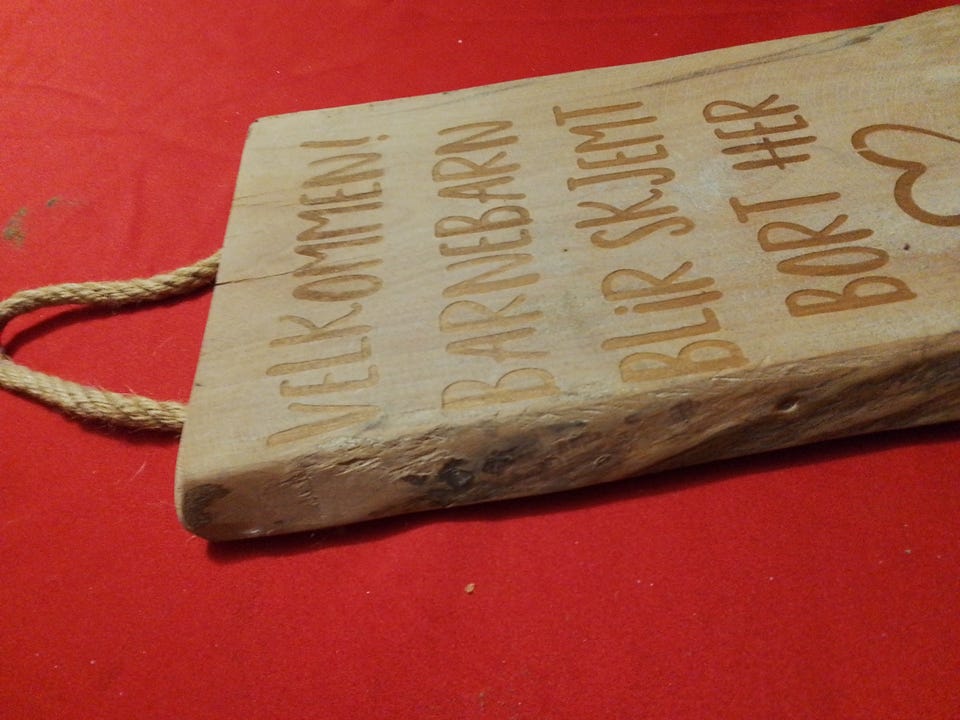 VELKOMMEN!
BARNEBARN
BLIR SKJEMT
BORT HER